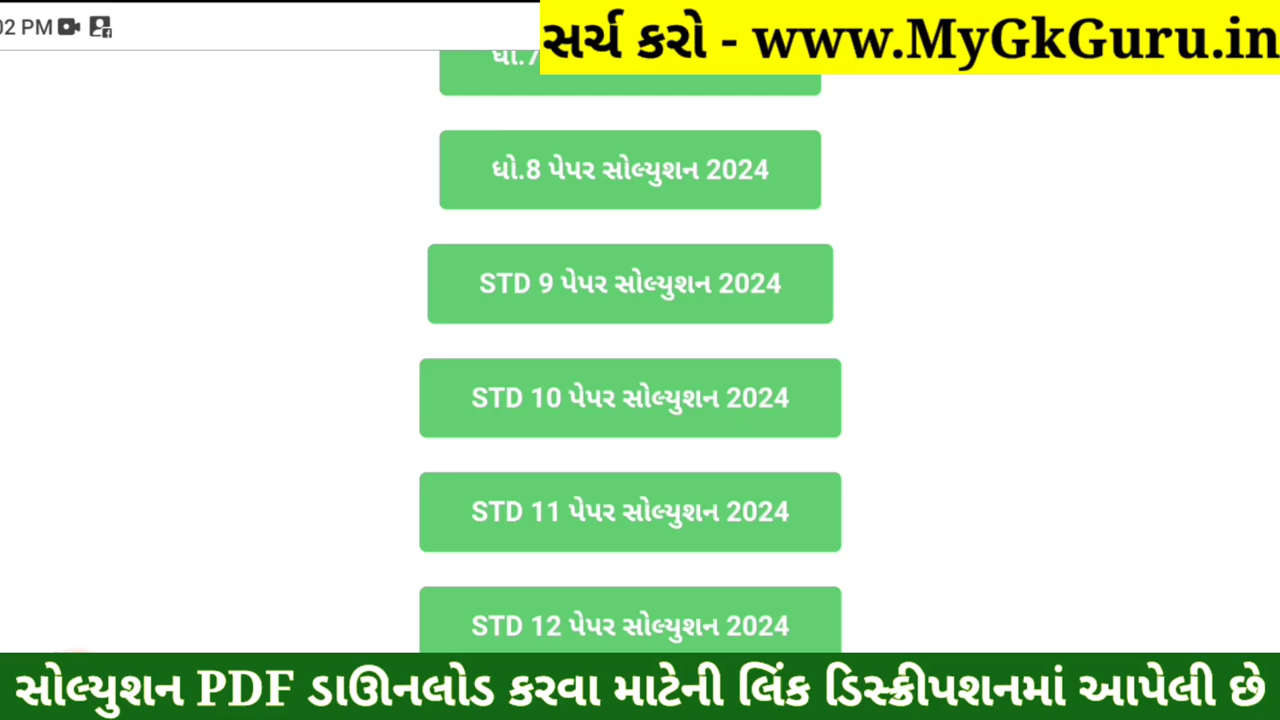 02 PM
સર્ચ કરો - www.MyGkGuru.in
ધો.7
ધો.8 પેપર સોલ્યુશન 2024
STD 9 પેપર સોલ્યુશન 2024
STD 10 પેપર સોલ્યુશન 2024
STD 11 પેપર સોલ્યુશન 2024
STD 12 પેપર સોલ્યુશન 2024
સોલ્યુશન PDF ડાઊનલોડ કરવા માટેની લિંક ડિસ્ક્રીપશનમાં આપેલી છે